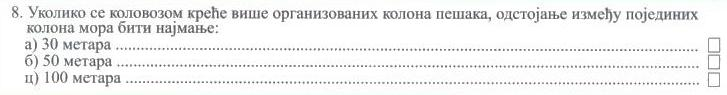 8. Уколико се коловозом креће више организованих колона пешака, одстојање између појединих
колона мора бити најмање:
а) 30 метара ........................................................................................................ □
б) 50 метара ........................................................................................................ □
ц) 100 метара ...................................................................................................... □